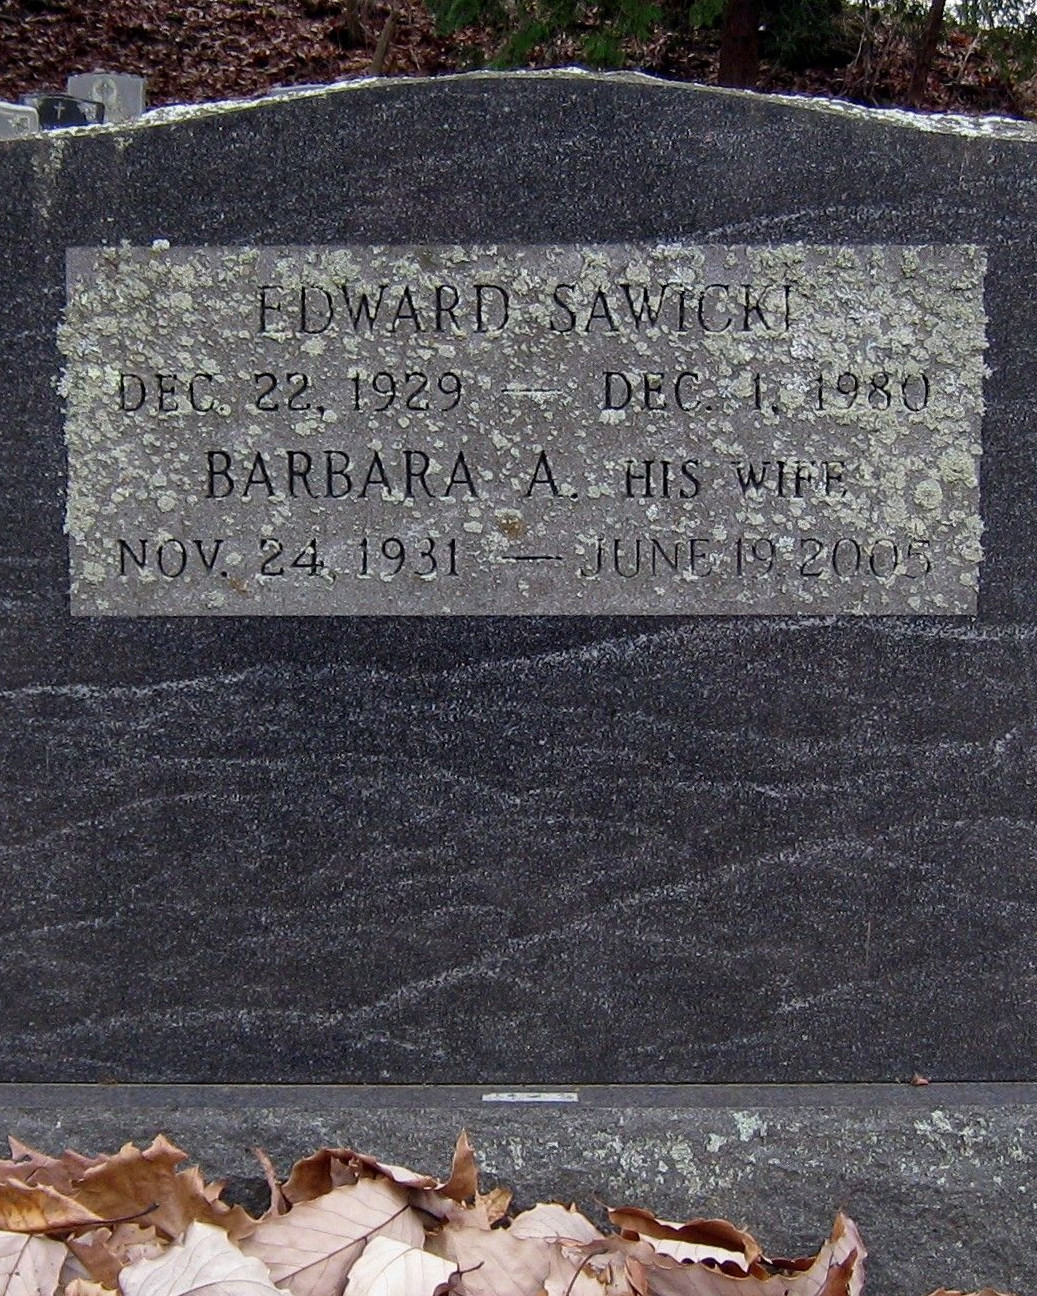 EDWARD SAWICKI
DEC. 22, 1929 — DEC. 1, 1980
BARBARA A. HIS WIFE
NOV. 24, 1931 — JUNE 19 2005